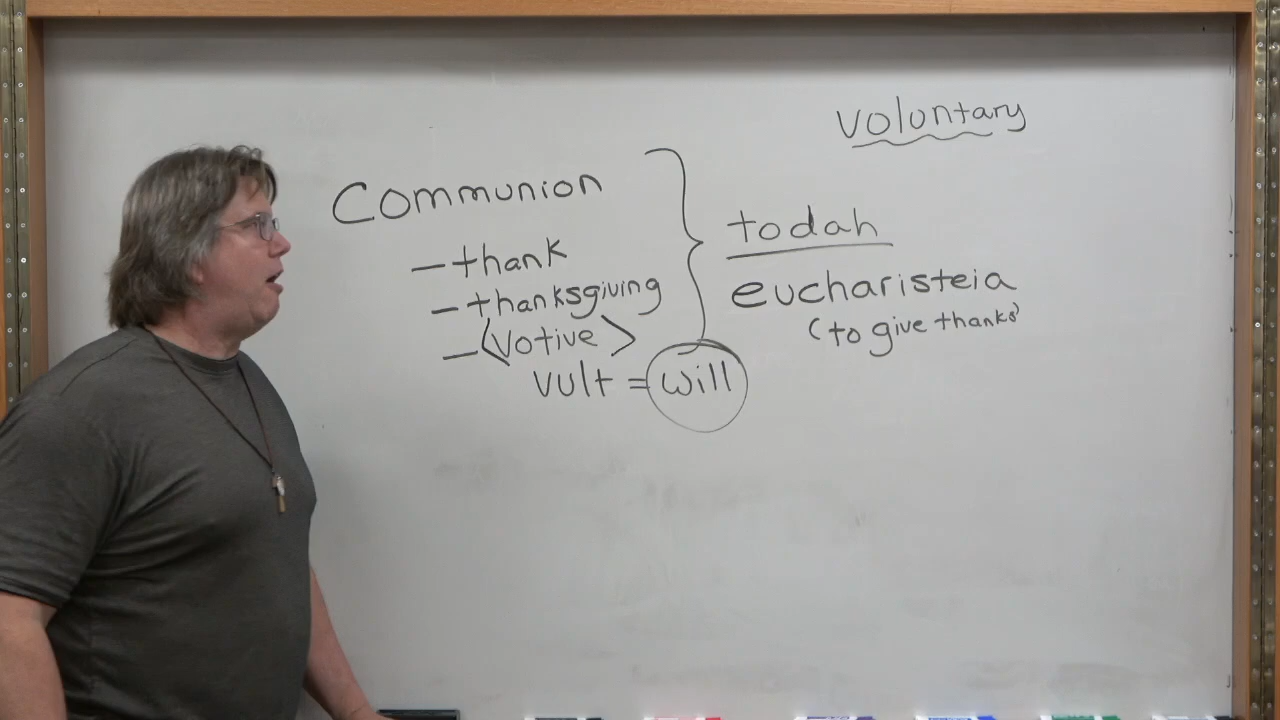 voluntary
Communion
– thank
– thanksgiving
– <Votive>
vult = will
todah
eucharisteia
(to give thanks)